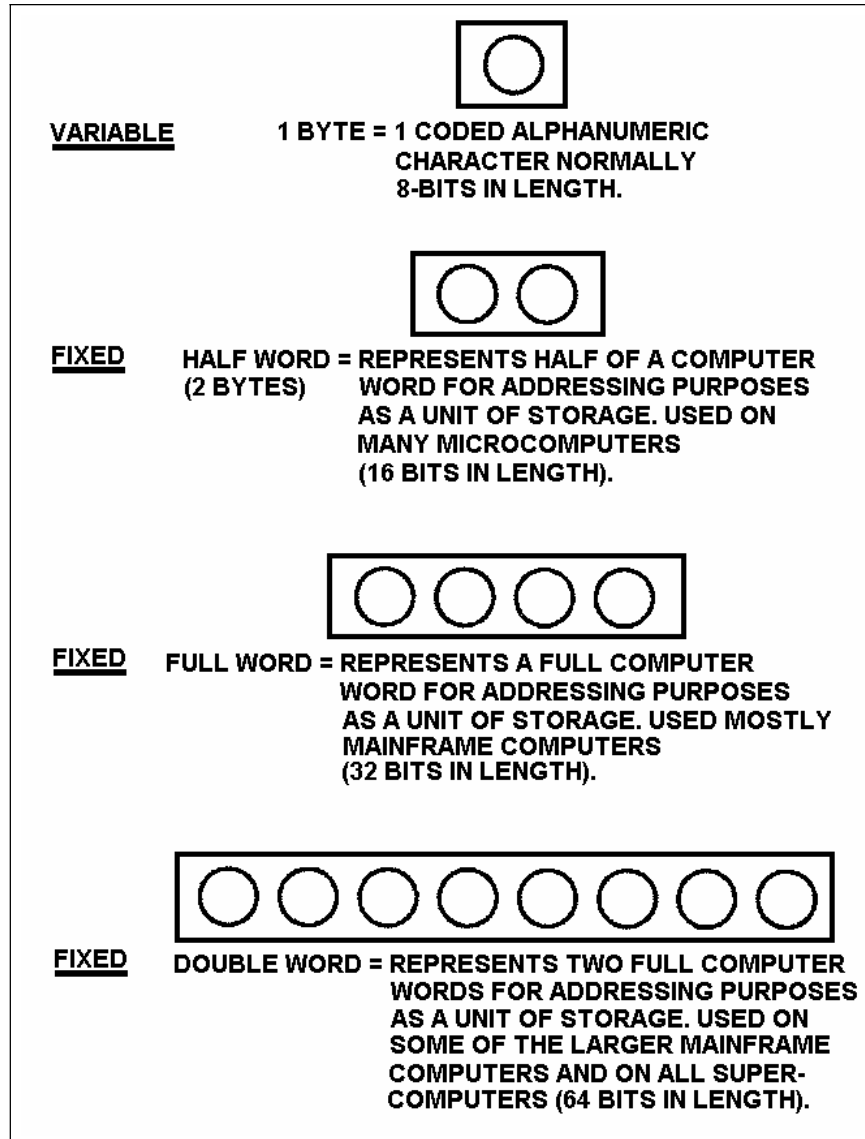 VARIABLE 1 BYTE = 1 CODED ALPHANUMERIC
CHARACTER NORMALLY
8-BITS IN LENGTH.
FIXED HALF WORD = REPRESENTS HALF OF A COMPUTER
(2 BYTES) WORD FOR ADDRESSING PURPOSES
AS A UNIT OF STORAGE. USED ON
MANY MICROCOMPUTERS
(16 BITS IN LENGTH).
FIXED FULL WORD = REPRESENTS A FULL COMPUTER
WORD FOR ADDRESSING PURPOSES
AS A UNIT OF STORAGE. USED MOSTLY
MAINFRAME COMPUTERS
(32 BITS IN LENGTH).
FIXED DOUBLE WORD = REPRESENTS TWO FULL COMPUTER
WORDS FOR ADDRESSING PURPOSES
AS A UNIT OF STORAGE. USED ON
SOME OF THE LARGER MAINFRAME
COMPUTERS AND ON ALL SUPER-
COMPUTERS (64 BITS IN LENGTH).